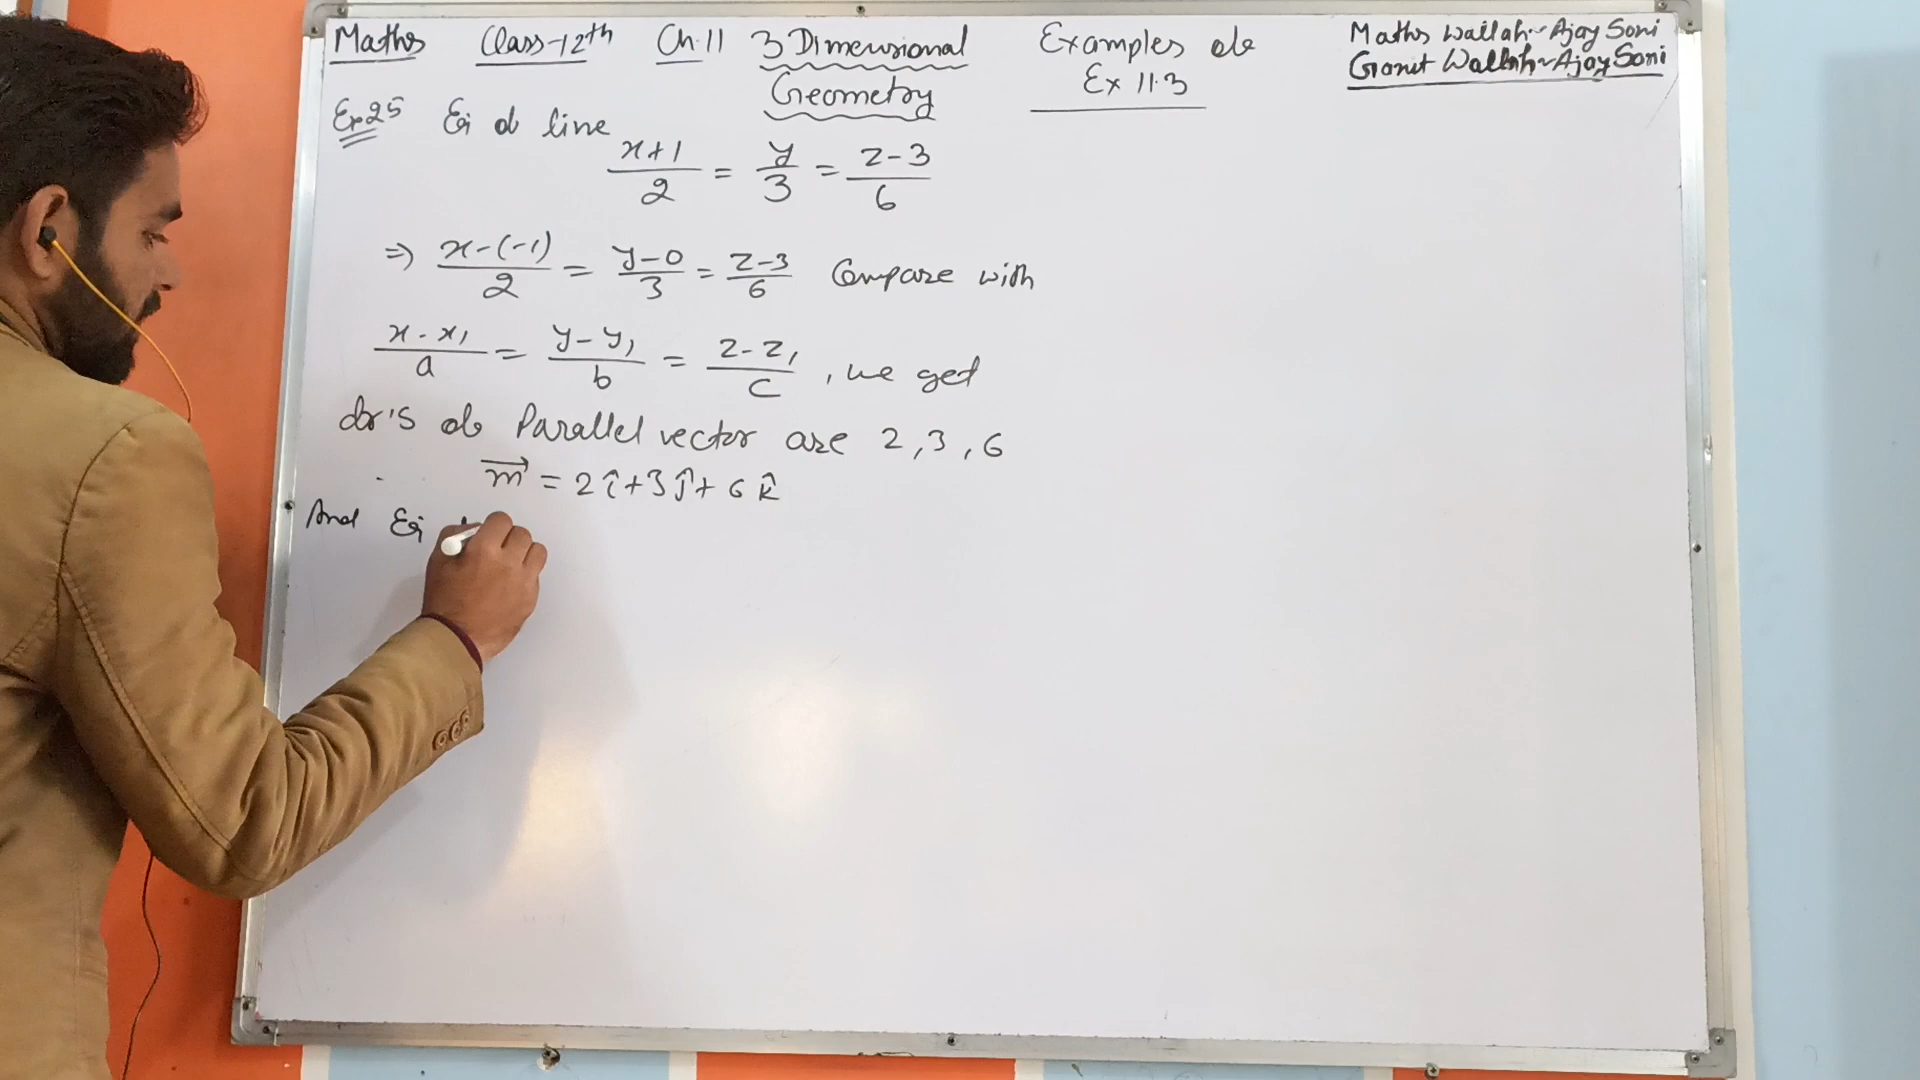 Maths Class-12th Ch.11 3 Dimensional Geometry
Examples of Ex 11.3
Maths Wallah~Ajay Soni
Ganit Wallah~Ajay Soni
Ex25 Eq of line
x+1/2 = y/3 = z-3/6
⇒ x-(-1)/2 = y-0/3 = z-3/6 Compare with
x-x₁/a = y-y₁/b = z-z₁/c , we get
dr's of Parallel vector are 2,3,6
m⃗ = 2î+3ĵ+6k̂
And Eq